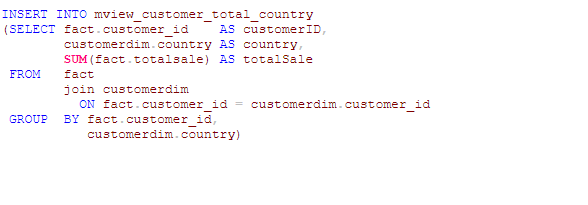 INSERT INTO mview_customer_total_country
(SELECT fact.customer_id    AS customerID,
        customerdim.country AS country,
        SUM(fact.totalsale) AS totalSale
 FROM   fact
        join customerdim
          ON fact.customer_id = customerdim.customer_id
 GROUP  BY fact.customer_id,
           customerdim.country)